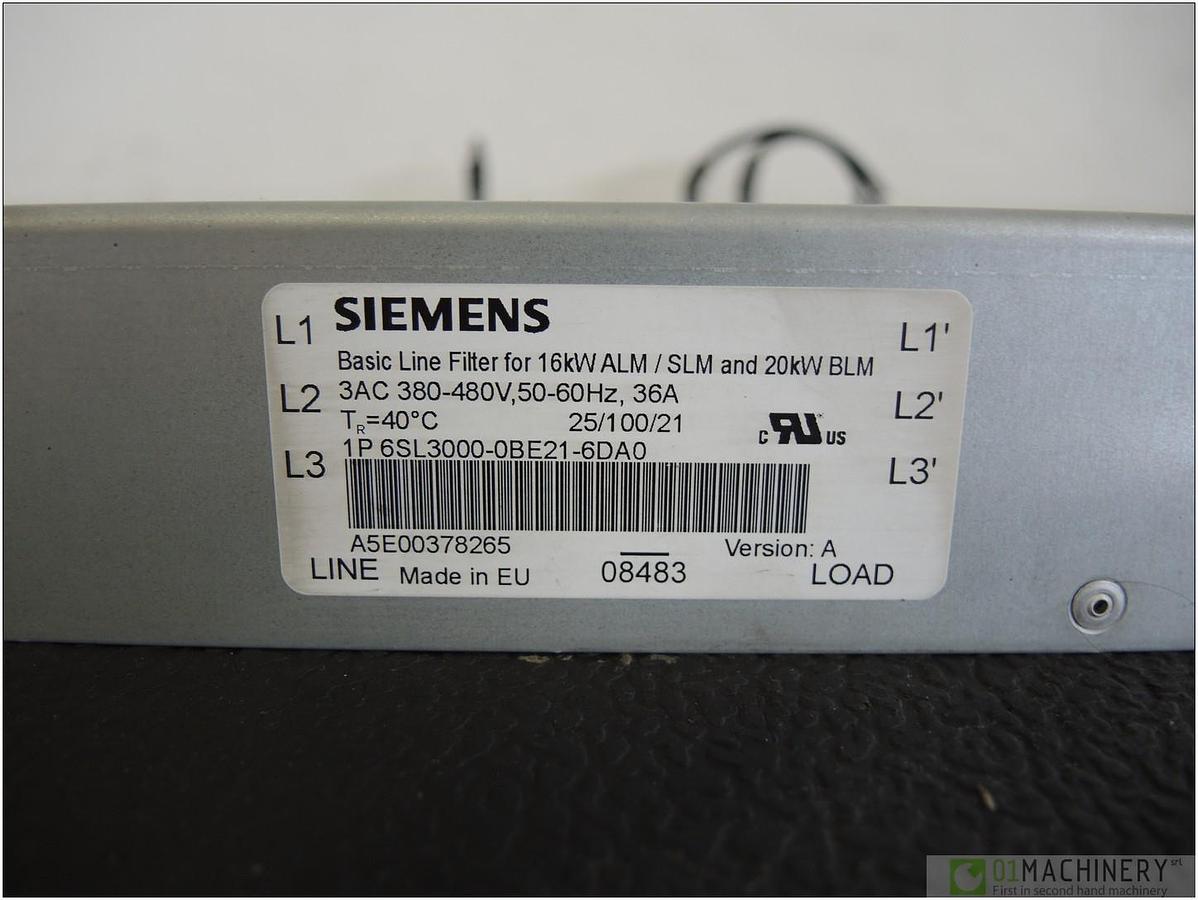 SIEMENS
L1
L1'
Basic Line Filter for 16kW ALM / SLM and 20kW BLM
L2
3AC 380-480V,50-60Hz, 36A
L2'
TR=40°C 25/100/21
c RU US
1P 6SL3000-0BE21-6DA0
L3
L3'
A5E00378265
Version: A
LINE
Made in EU
08483
LOAD
01MACHINERY srl
First in second hand machinery